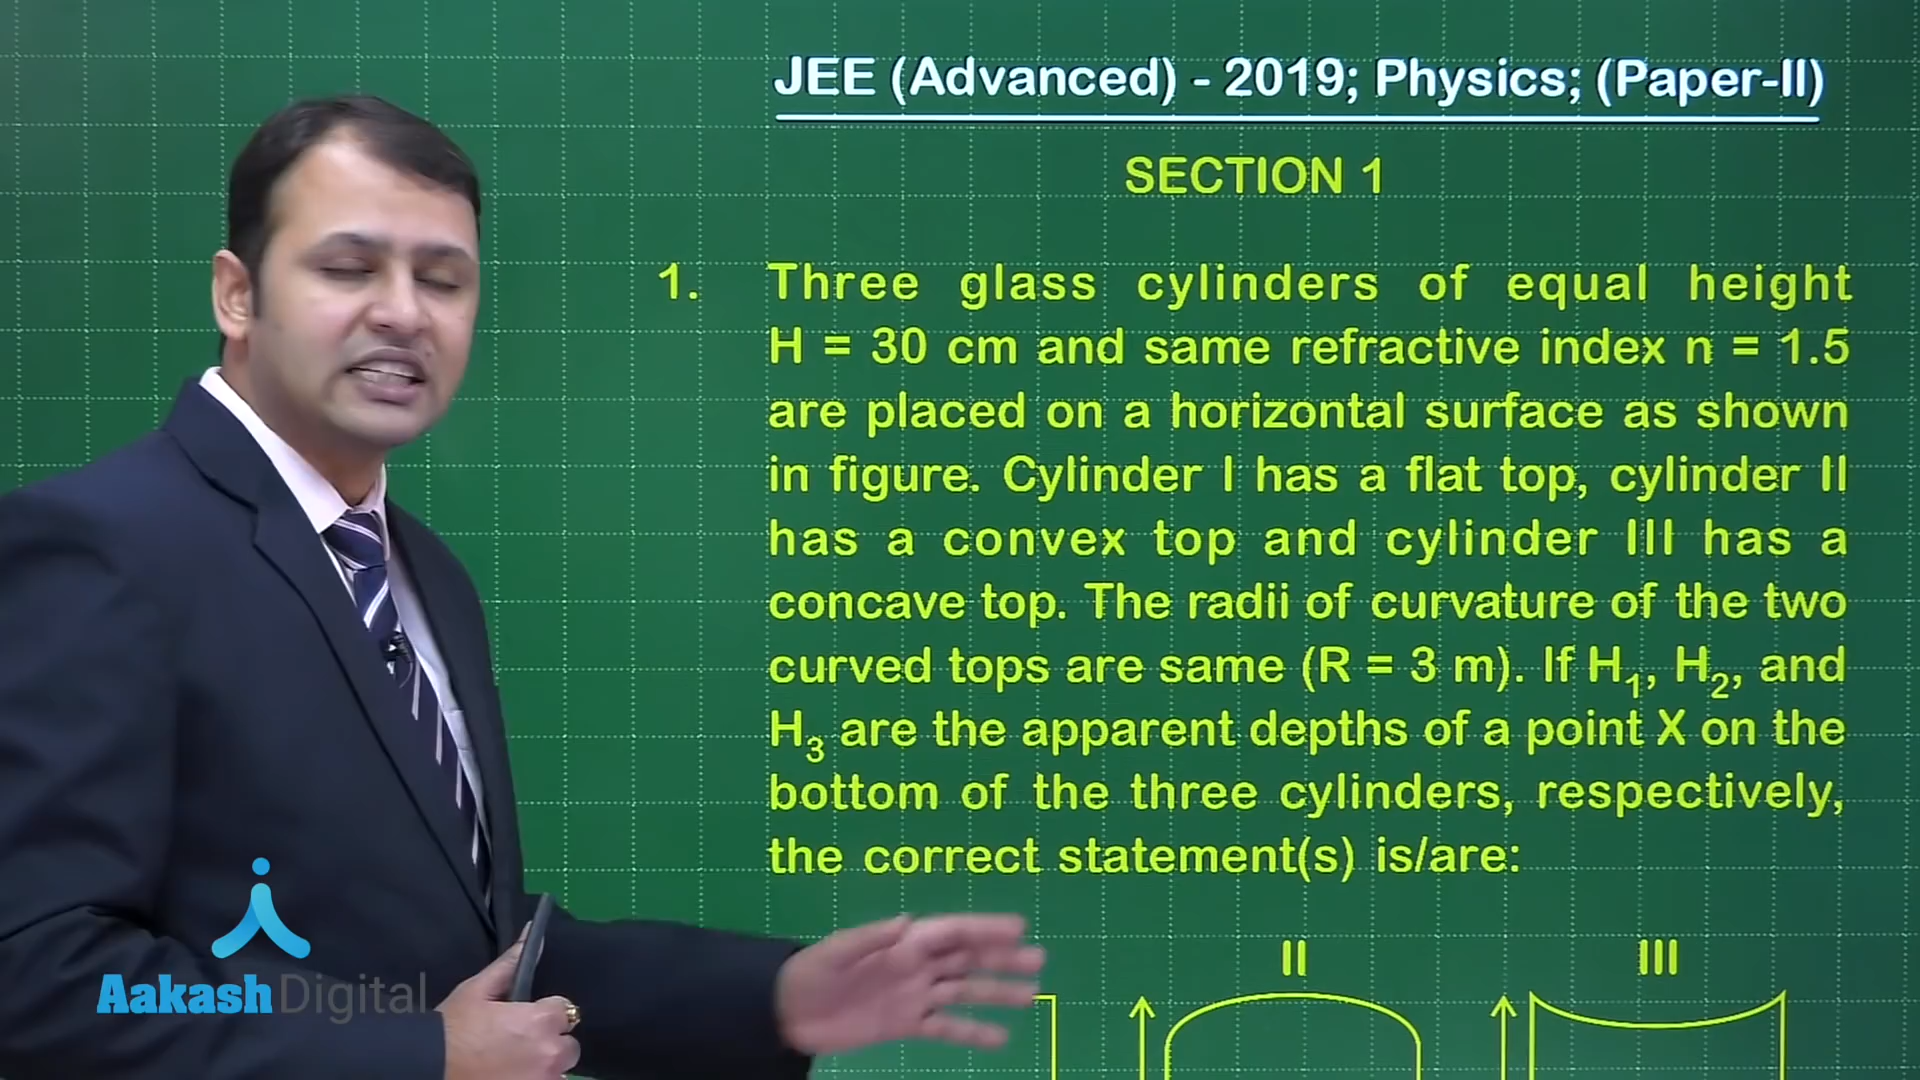 JEE (Advanced) - 2019; Physics; (Paper-II)
SECTION 1
1. Three glass cylinders of equal height
H = 30 cm and same refractive index n = 1.5
are placed on a horizontal surface as shown
in figure. Cylinder I has a flat top, cylinder II
has a convex top and cylinder III has a
concave top. The radii of curvature of the two
curved tops are same (R = 3 m). If H₁, H₂, and
H₃ are the apparent depths of a point X on the
bottom of the three cylinders, respectively,
the correct statement(s) is/are:
II III
Aakash Digital